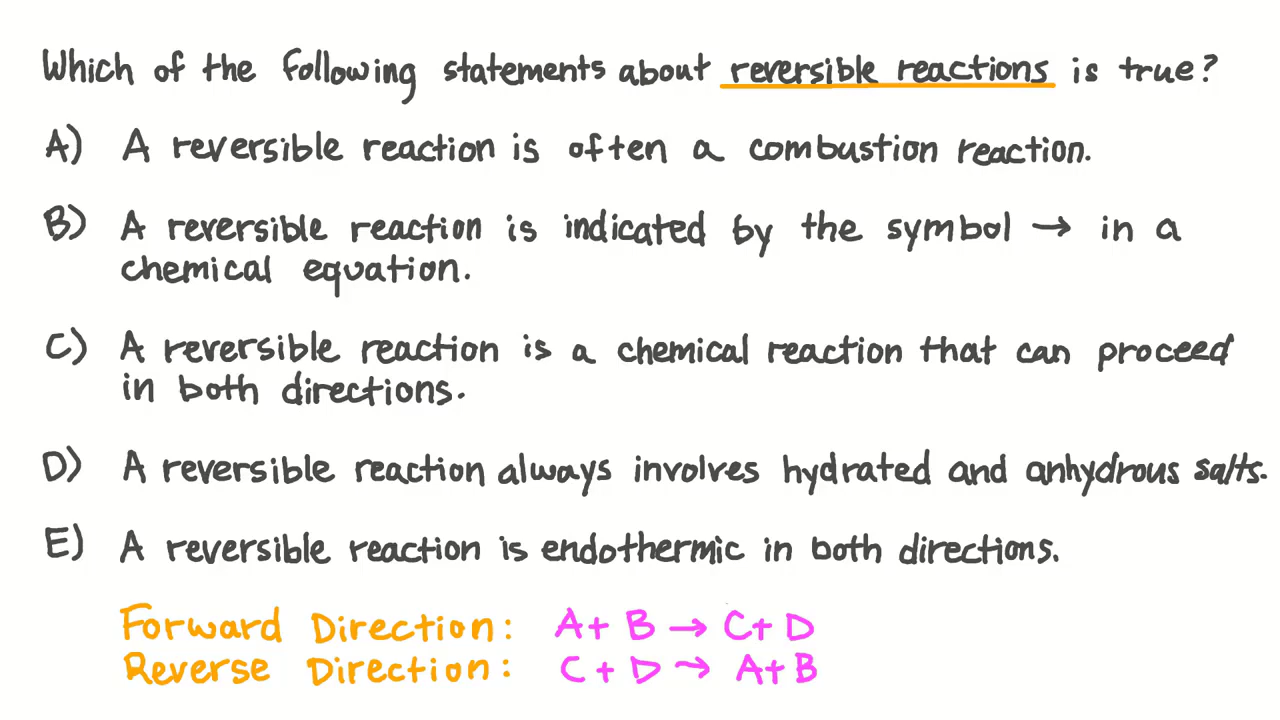 Which of the following statements about reversible reactions is true?
A) A reversible reaction is often a combustion reaction.
B) A reversible reaction is indicated by the symbol → in a
chemical equation.
C) A reversible reaction is a chemical reaction that can proceed
in both directions.
D) A reversible reaction always involves hydrated and anhydrous salts.
E) A reversible reaction is endothermic in both directions.
Forward Direction: A + B → C + D
Reverse Direction: C + D → A + B